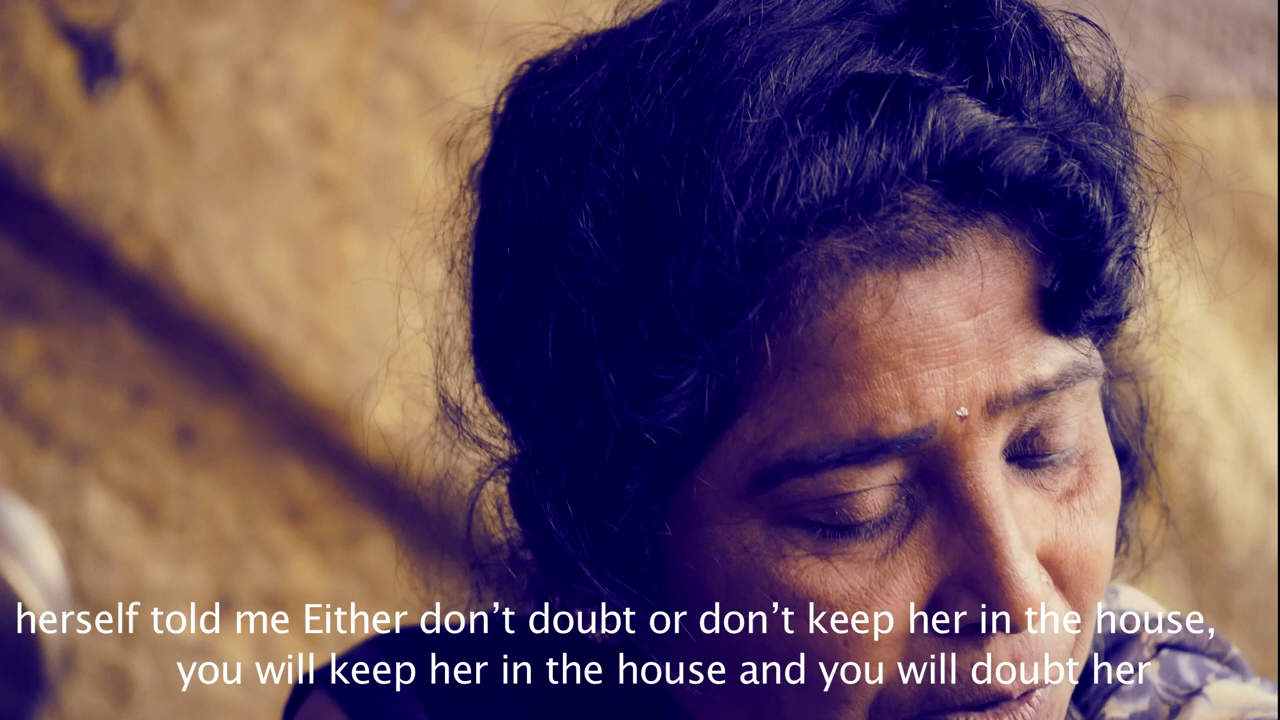 herself told me Either don’t doubt or don’t keep her in the house,
you will keep her in the house and you will doubt her